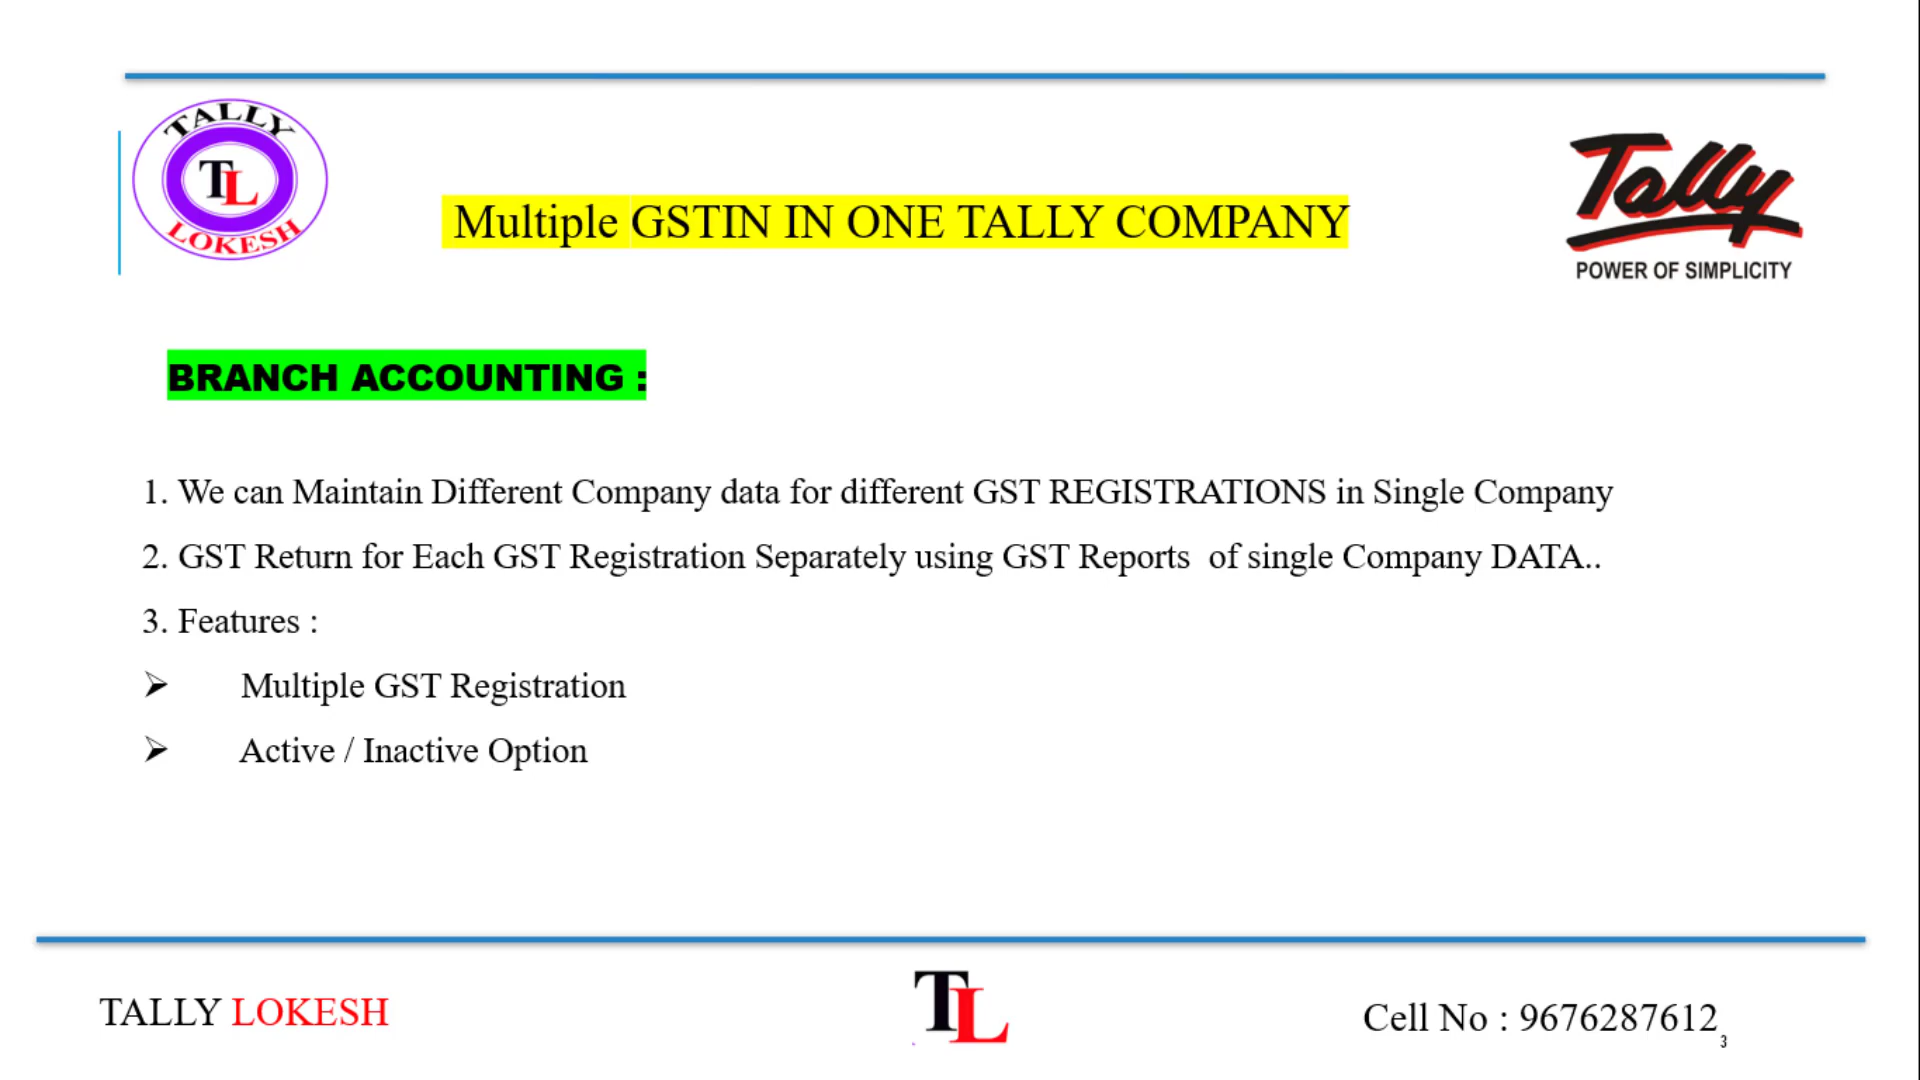 TALLY
TL
LOKESH
Multiple GSTIN IN ONE TALLY COMPANY
Tally
POWER OF SIMPLICITY
BRANCH ACCOUNTING :
1. We can Maintain Different Company data for different GST REGISTRATIONS in Single Company
2. GST Return for Each GST Registration Separately using GST Reports  of single Company DATA..
3. Features :
➢ Multiple GST Registration
➢ Active / Inactive Option
TALLY LOKESH
TL
Cell No : 9676287612
3